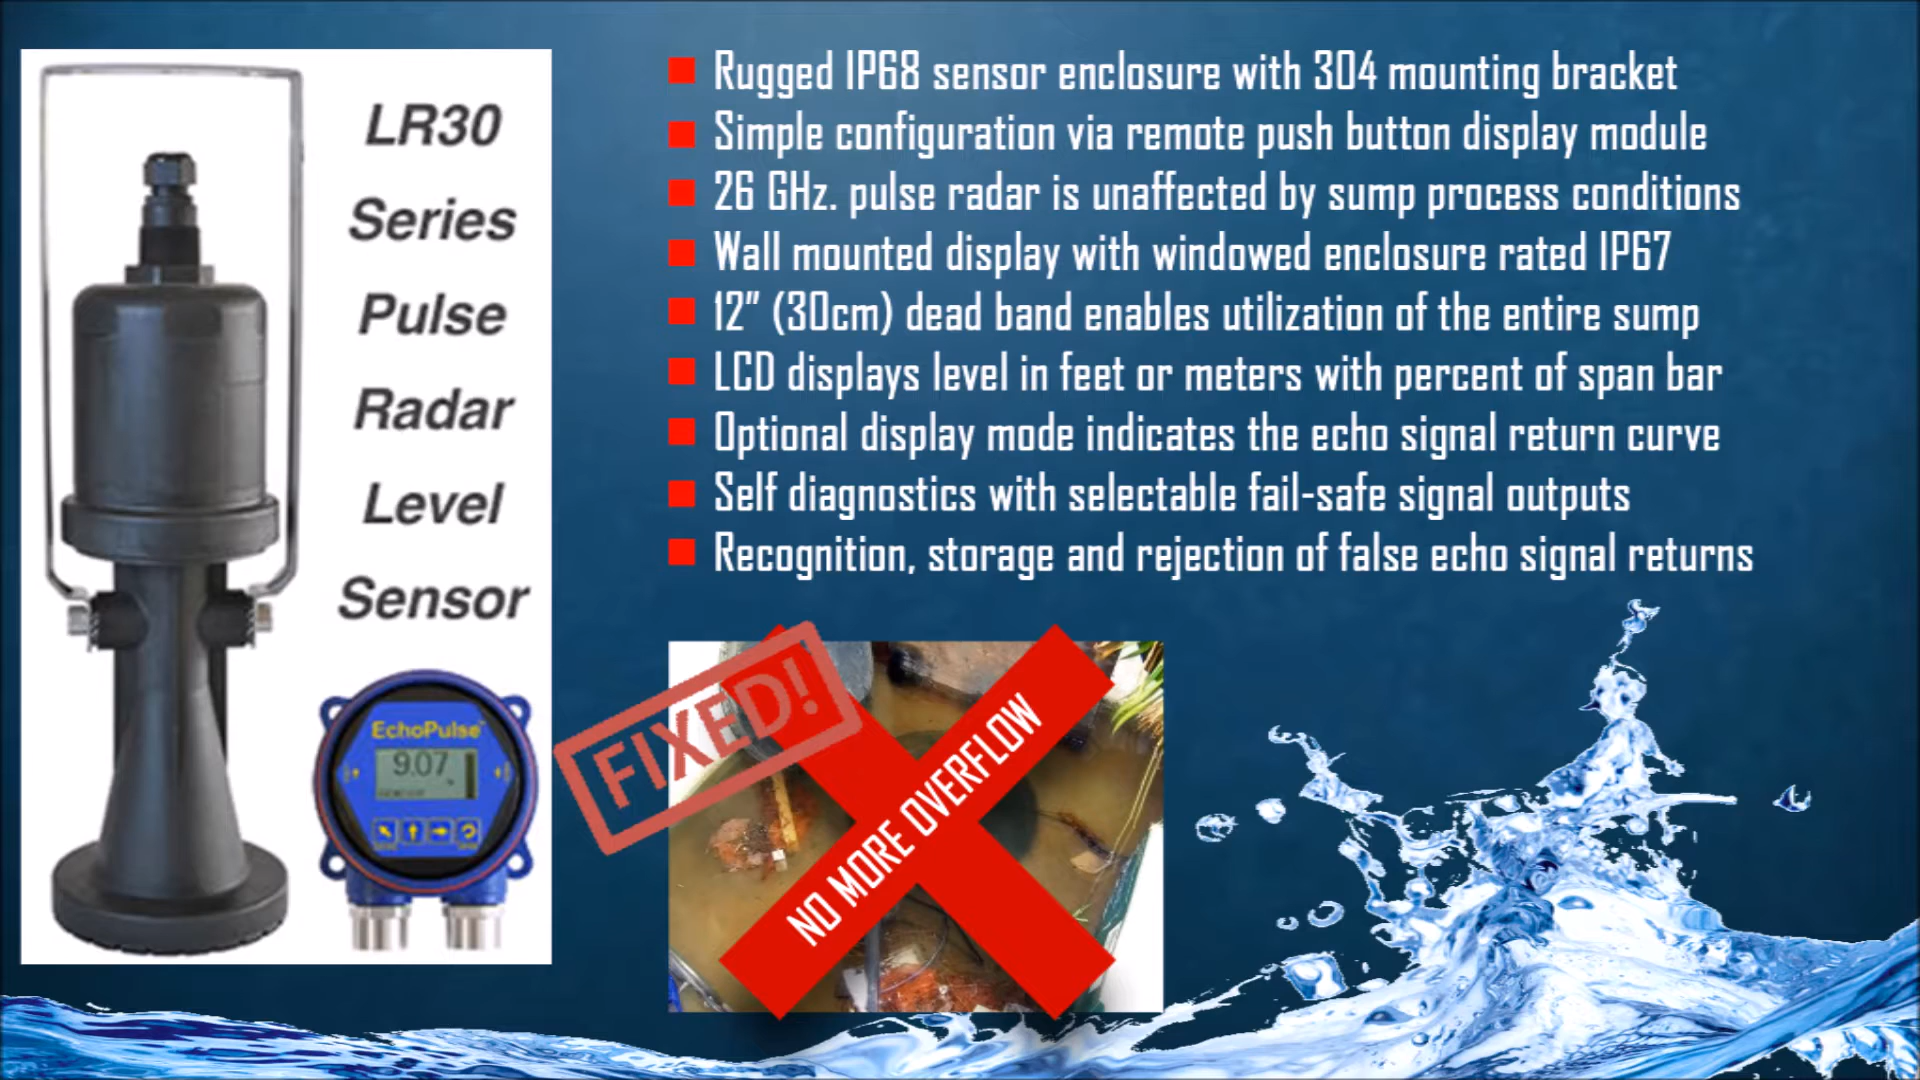 LR30
Series
Pulse
Radar
Level
Sensor
EchoPulse™
9.07
Rugged IP68 sensor enclosure with 304 mounting bracket
Simple configuration via remote push button display module
26 GHz. pulse radar is unaffected by sump process conditions
Wall mounted display with windowed enclosure rated IP67
12” (30cm) dead band enables utilization of the entire sump
LCD displays level in feet or meters with percent of span bar
Optional display mode indicates the echo signal return curve
Self diagnostics with selectable fail-safe signal outputs
Recognition, storage and rejection of false echo signal returns
FIXED!
NO MORE OVERFLOW